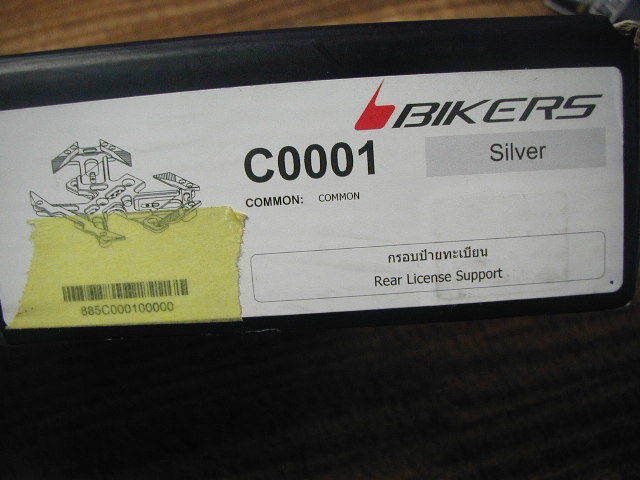 BIKERS
C0001
Silver
COMMON: COMMON
กรอบป้ายทะเบียน
Rear License Support
885C000100000